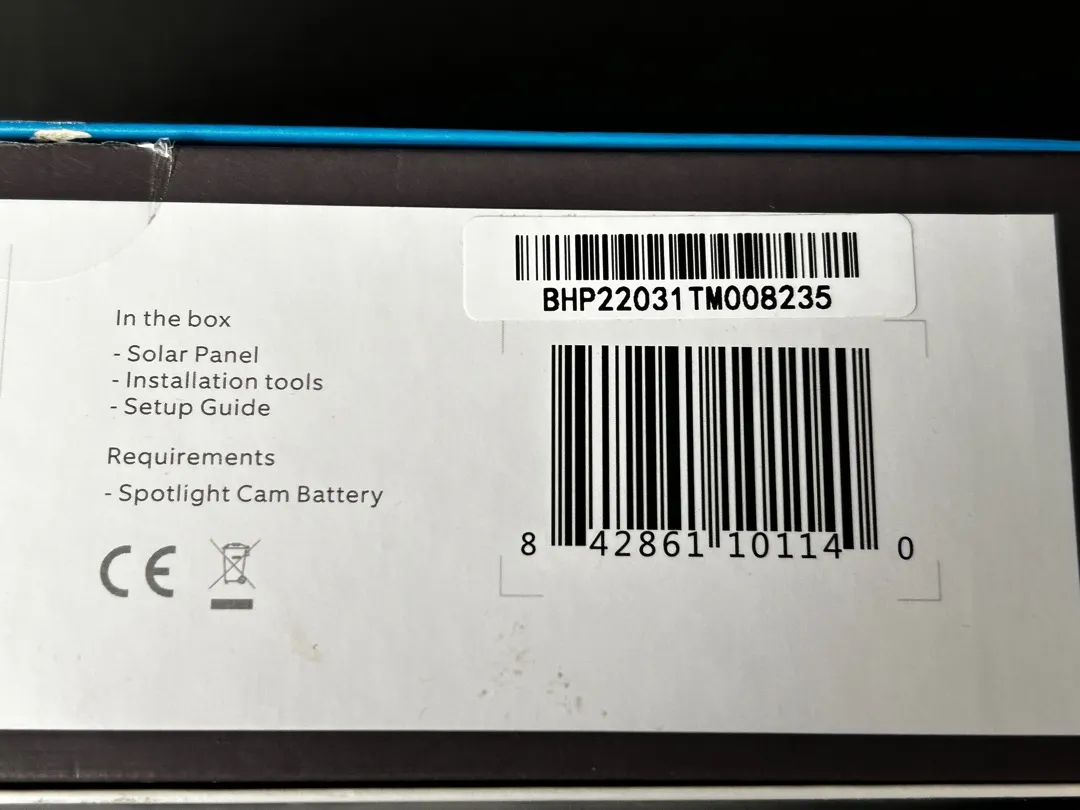 BHP22031TM008235
In the box
- Solar Panel
- Installation tools
- Setup Guide
Requirements
- Spotlight Cam Battery
CE
8 42861 10114 0